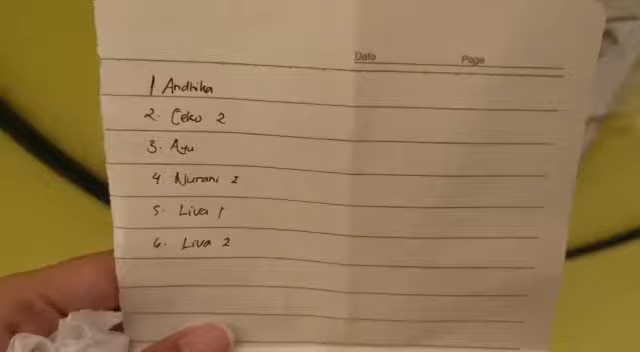 Date Page
1 Andhika
2. Ceko 2
3. Ayu
4. Nurani 2
5. Liva 1
6. Liva 2